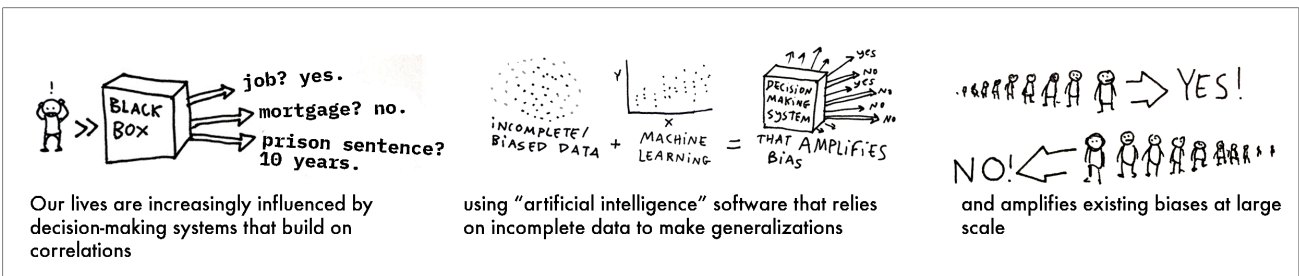 !
BLACK
BOX
job? yes.
mortgage? no.
prison sentence?
10 years.
Our lives are increasingly influenced by
decision-making systems that build on
correlations
INCOMPLETE/
BIASED DATA
+
Y
X
MACHINE
LEARNING
=
DECISION
MAKING
SYSTEM
yes
NO
yes
NO
NO
NO
THAT AMPLIFIES
BIAS
using “artificial intelligence” software that relies
on incomplete data to make generalizations
YES!
NO!
and amplifies existing biases at large
scale